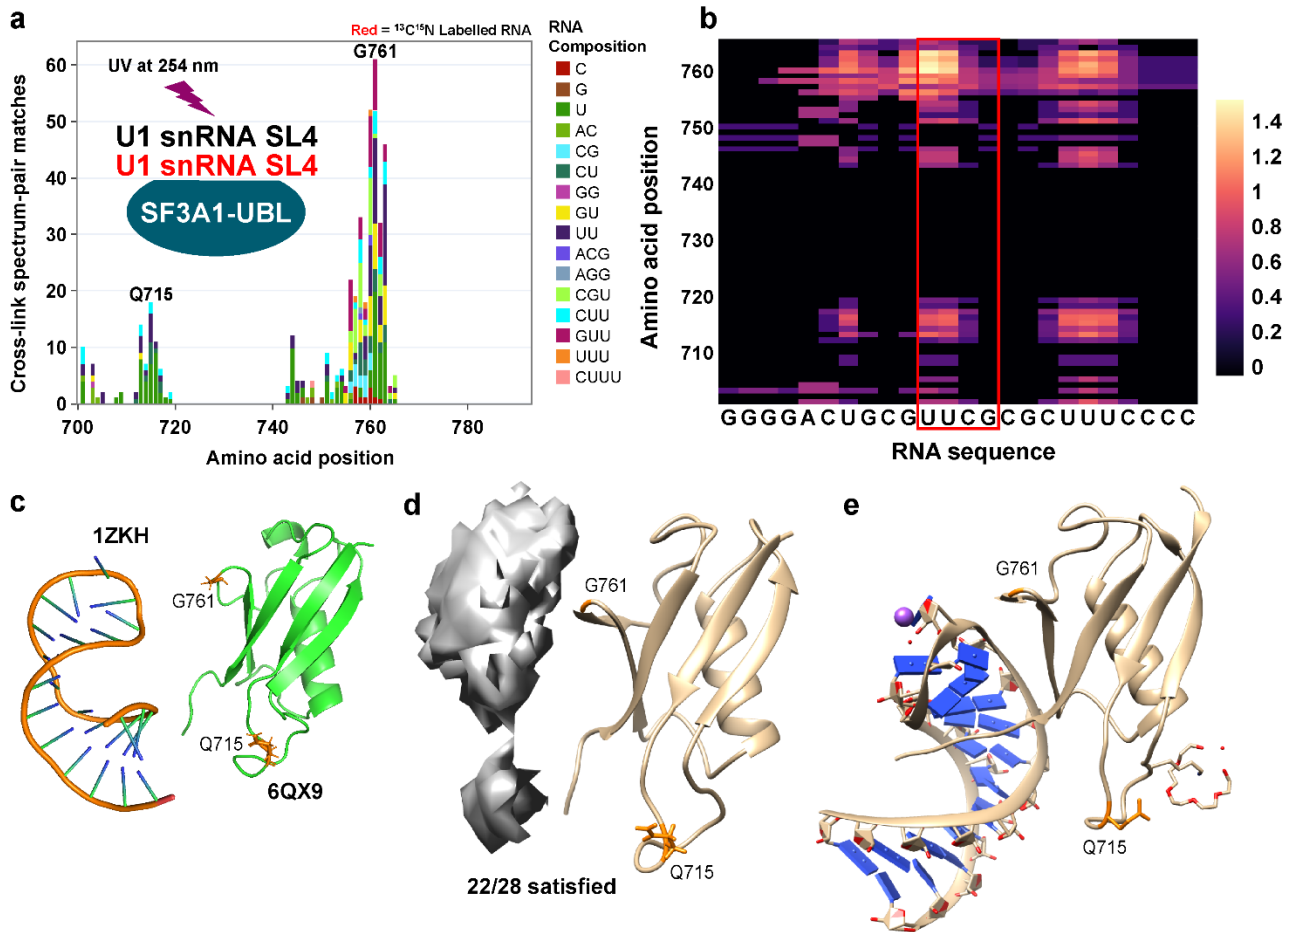 a
Red = ¹³C¹⁵N Labelled RNA
G761
UV at 254 nm
U1 snRNA SL4
U1 snRNA SL4
SF3A1-UBL
Q715
Cross-link spectrum-pair matches
60
50
40
30
20
10
0
700
720
740
760
780
Amino acid position
RNA
Composition
C
G
U
AC
CG
CU
GG
GU
UU
ACG
AGG
CGU
CUU
GUU
UUU
CUUU
b
Amino acid position
760
750
740
730
720
710
1.4
1.2
1
0.8
0.6
0.4
0.2
0
G G G G A C U G C G U U C G C G C U U U C C C C
RNA sequence
c
1ZKH
G761
Q715
6QX9
d
G761
Q715
22/28 satisfied
e
G761
Q715